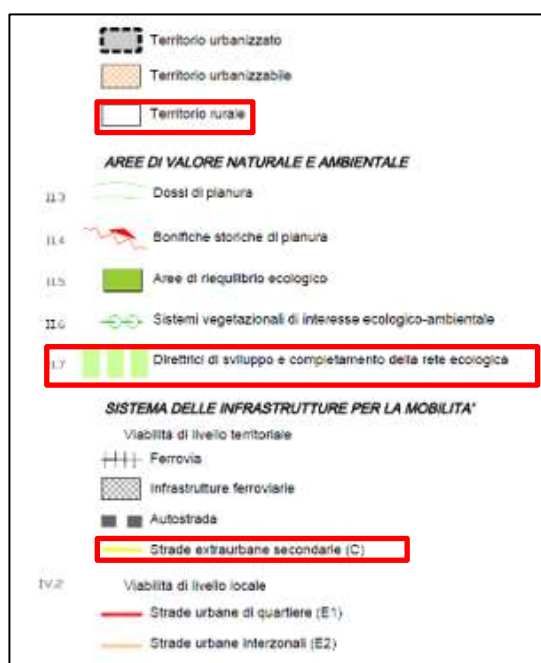 Territorio urbanizzato
Territorio urbanizzabile
Territorio rurale
AREE DI VALORE NATURALE E AMBIENTALE
II.3 Dossi di pianura
II.4 Bonifiche storiche di pianura
II.5 Aree di riequilibrio ecologico
II.6 Sistemi vegetazionali di interesse ecologico-ambientale
I.7 Direttrici di sviluppo e completamento della rete ecologica
SISTEMA DELLE INFRASTRUTTURE PER LA MOBILITA'
Viabilità di livello territoriale
Ferrovia
Infrastrutture ferroviarie
Autostrada
Strade extraurbane secondarie (C)
IV.2 Viabilità di livello locale
Strade urbane di quartiere (E1)
Strade urbane interzonali (E2)